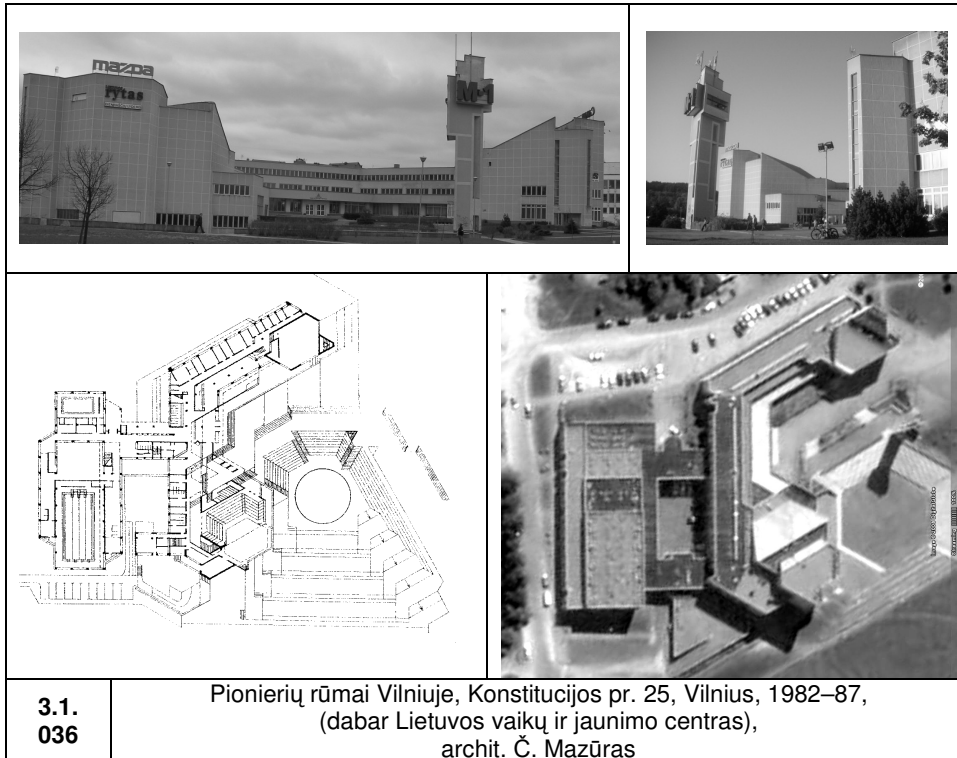 mazda
rytas
M-1
3.1.
036
Pionierių rūmai Vilniuje, Konstitucijos pr. 25, Vilnius, 1982–87,
(dabar Lietuvos vaikų ir jaunimo centras),
archit. Č. Mazūras